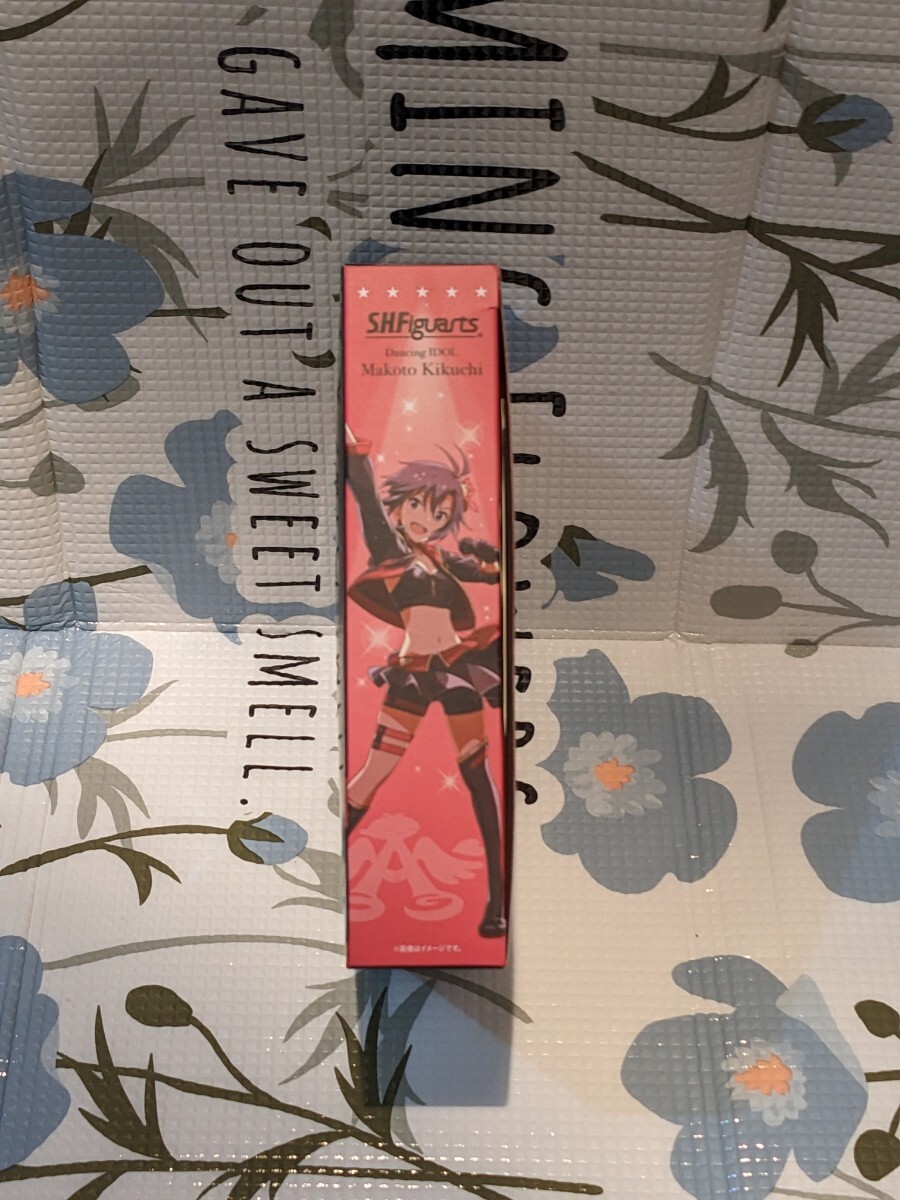 GAVE OUT A SWEET SMELL.
S.H.Figuarts
Dancing IDOL
Makoto Kikuchi
※画像はイメージです。